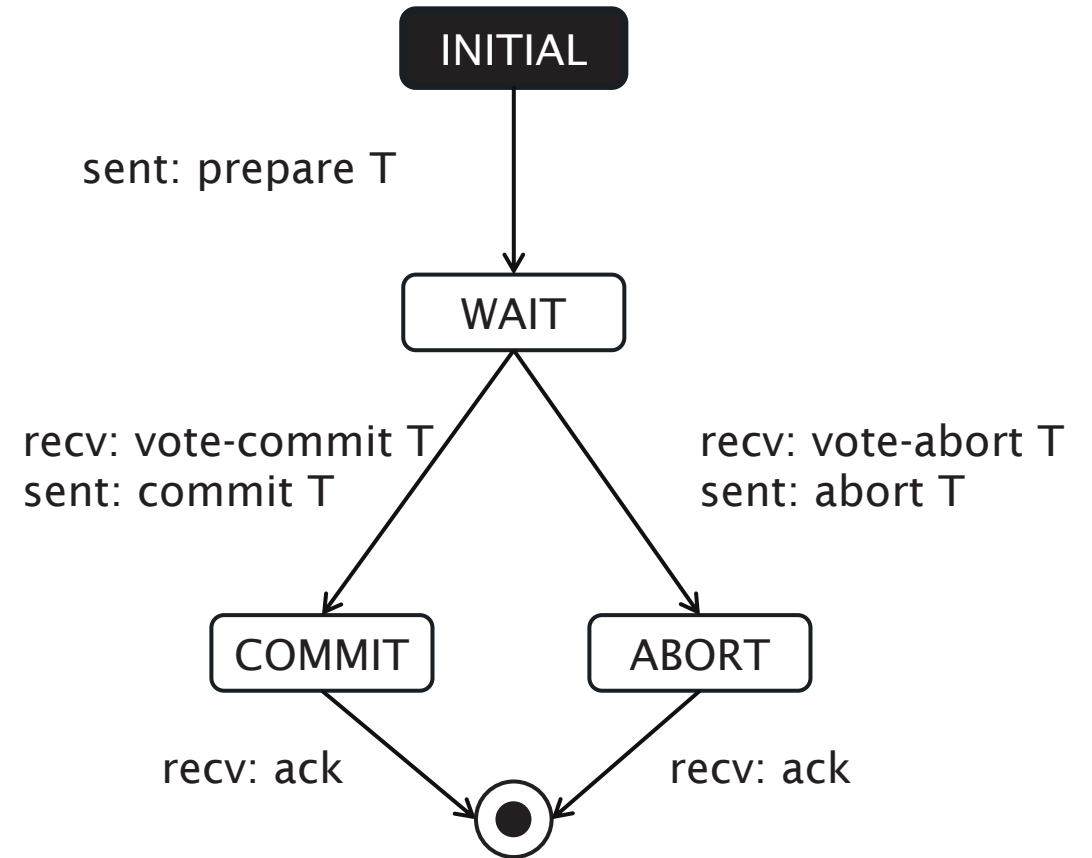 INITIAL
sent: prepare T
WAIT
recv: vote-commit T
sent: commit T
recv: vote-abort T
sent: abort T
COMMIT
ABORT
recv: ack
recv: ack